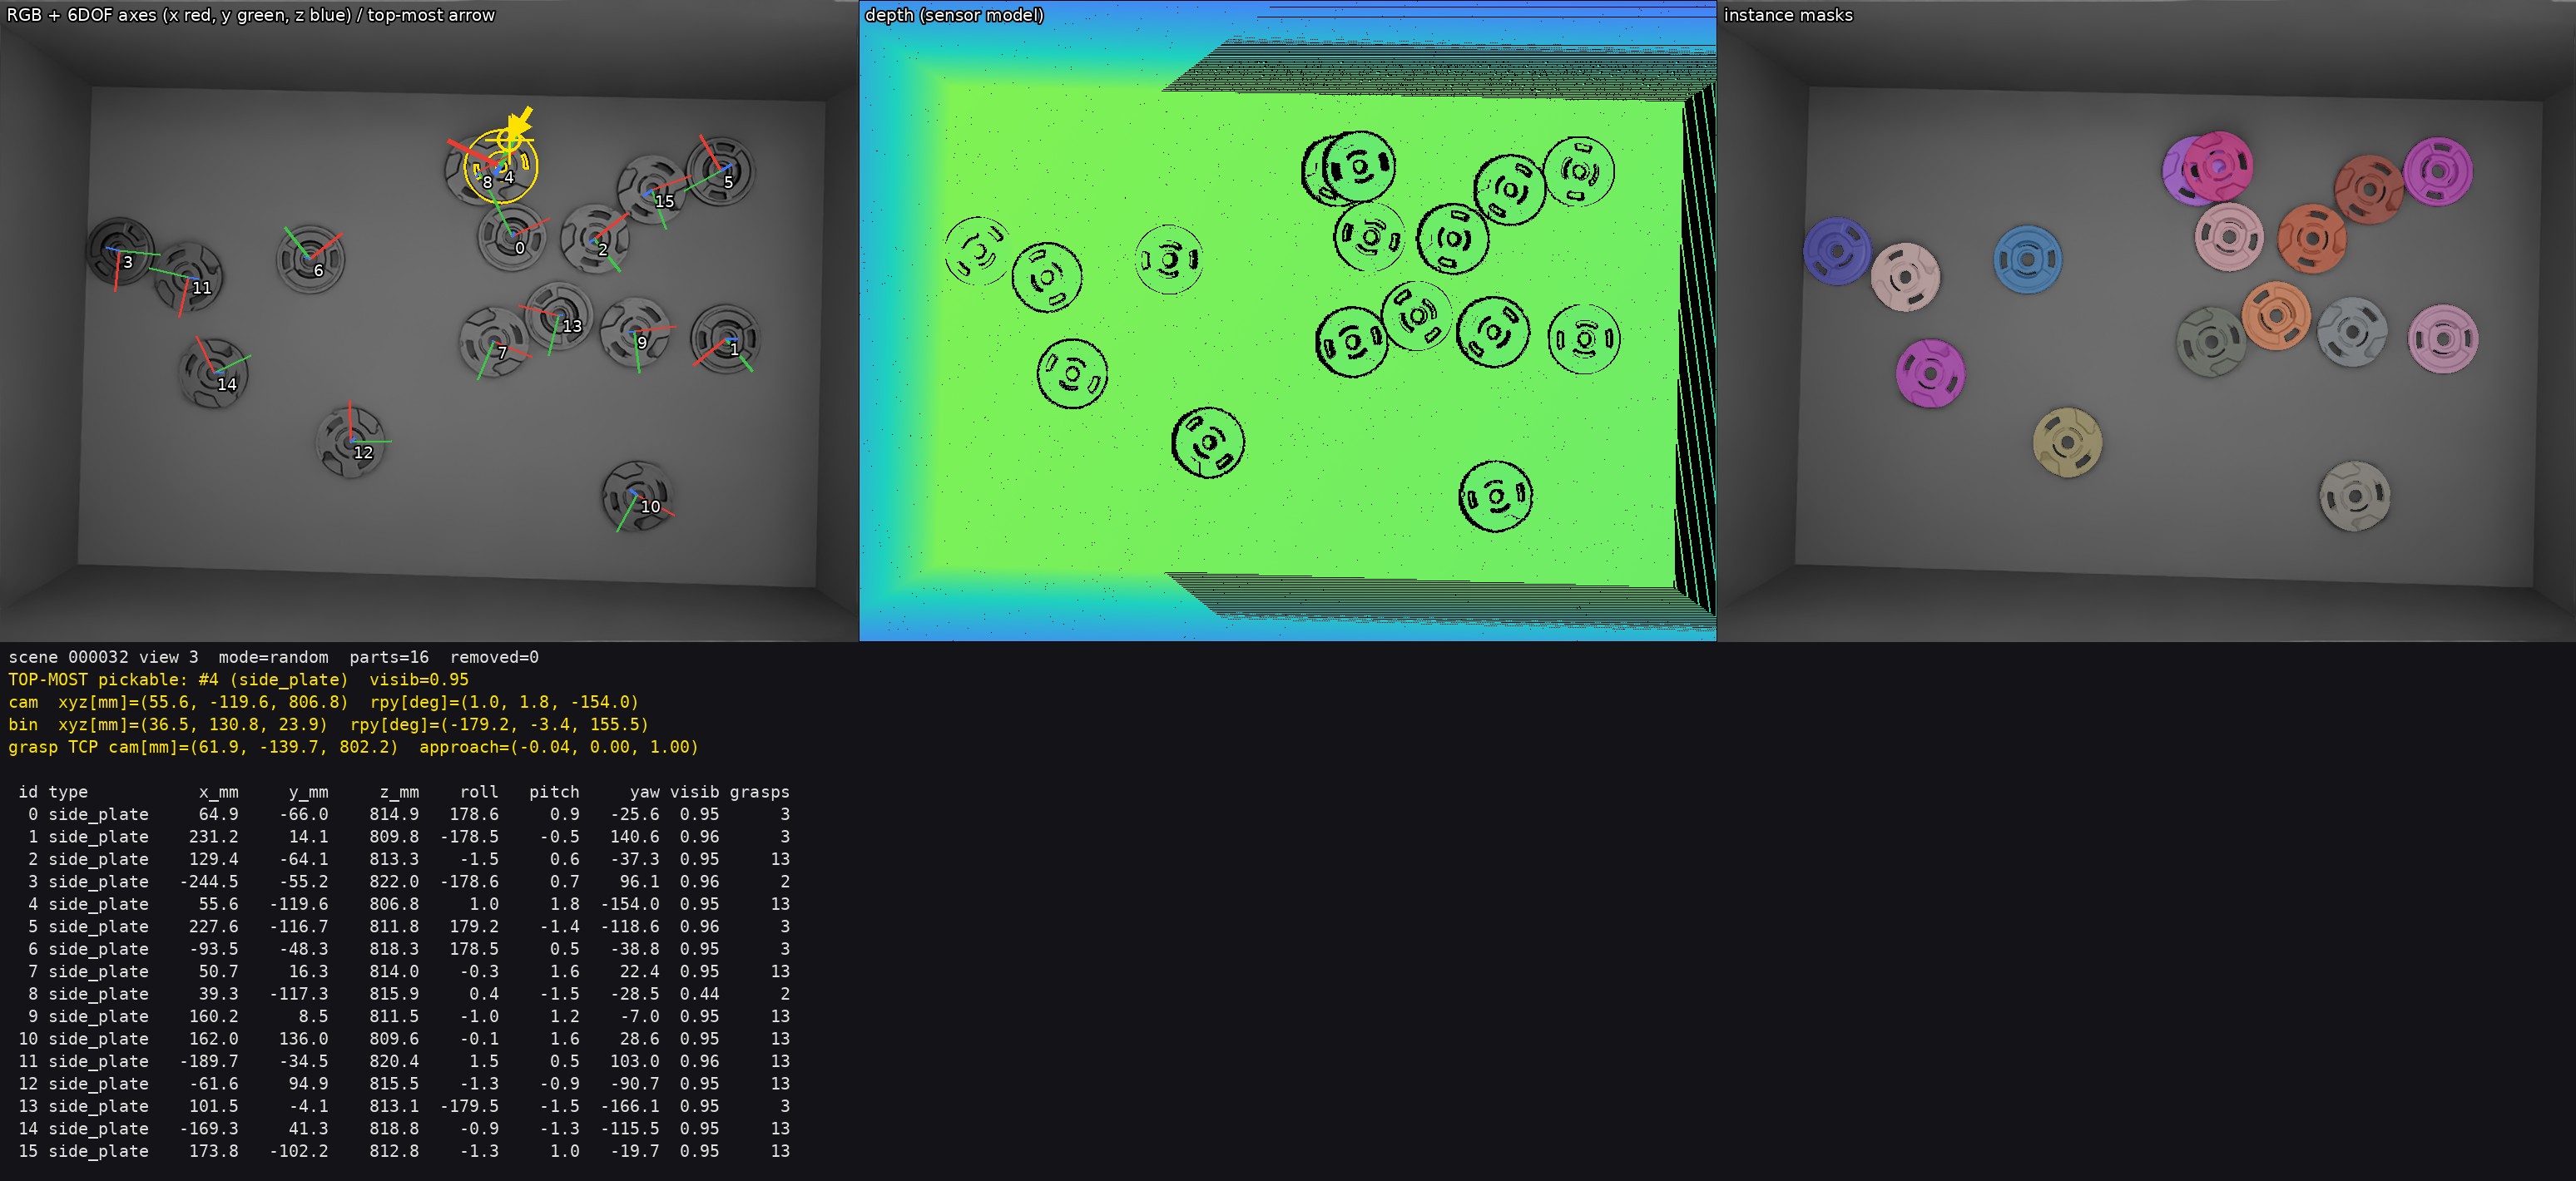 RGB + 6DOF axes (x red, y green, z blue) / top-most arrow
depth (sensor model)
instance masks
8
4
5
15
0
2
3
11
6
13
7
9
1
14
12
10
scene 000032 view 3  mode=random  parts=16  removed=0
TOP-MOST pickable: #4 (side_plate)  visib=0.95
cam  xyz[mm]=(55.6, -119.6, 806.8)  rpy[deg]=(1.0, 1.8, -154.0)
bin  xyz[mm]=(36.5, 130.8, 23.9)  rpy[deg]=(-179.2, -3.4, 155.5)
grasp TCP cam[mm]=(61.9, -139.7, 802.2)  approach=(-0.04, 0.00, 1.00)
id type x_mm y_mm z_mm roll pitch yaw visib grasps
0 side_plate 64.9 -66.0 814.9 178.6 0.9 -25.6 0.95 3
1 side_plate 231.2 14.1 809.8 -178.5 -0.5 140.6 0.96 3
2 side_plate 129.4 -64.1 813.3 -1.5 0.6 -37.3 0.95 13
3 side_plate -244.5 -55.2 822.0 -178.6 0.7 96.1 0.96 2
4 side_plate 55.6 -119.6 806.8 1.0 1.8 -154.0 0.95 13
5 side_plate 227.6 -116.7 811.8 179.2 -1.4 -118.6 0.96 3
6 side_plate -93.5 -48.3 818.3 178.5 0.5 -38.8 0.95 3
7 side_plate 50.7 16.3 814.0 -0.3 1.6 22.4 0.95 13
8 side_plate 39.3 -117.3 815.9 0.4 -1.5 -28.5 0.44 2
9 side_plate 160.2 8.5 811.5 -1.0 1.2 -7.0 0.95 13
10 side_plate 162.0 136.0 809.6 -0.1 1.6 28.6 0.95 13
11 side_plate -189.7 -34.5 820.4 1.5 0.5 103.0 0.96 13
12 side_plate -61.6 94.9 815.5 -1.3 -0.9 -90.7 0.95 13
13 side_plate 101.5 -4.1 813.1 -179.5 -1.5 -166.1 0.95 3
14 side_plate -169.3 41.3 818.8 -0.9 -1.3 -115.5 0.95 13
15 side_plate 173.8 -102.2 812.8 -1.3 1.0 -19.7 0.95 13